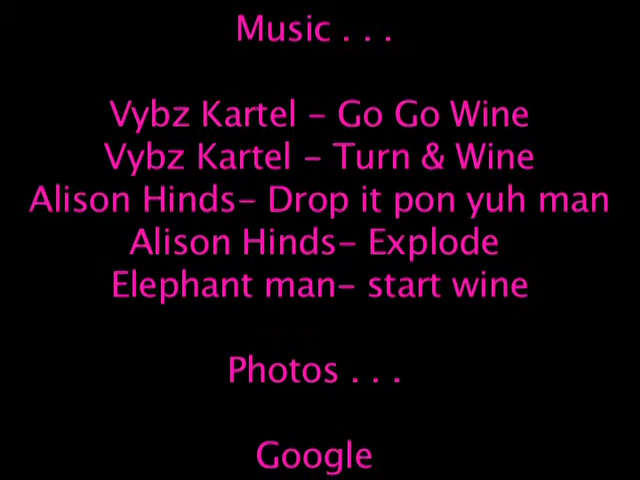 Music . . .
Vybz Kartel - Go Go Wine
Vybz Kartel - Turn & Wine
Alison Hinds- Drop it pon yuh man
Alison Hinds- Explode
Elephant man- start wine
Photos . . .
Google